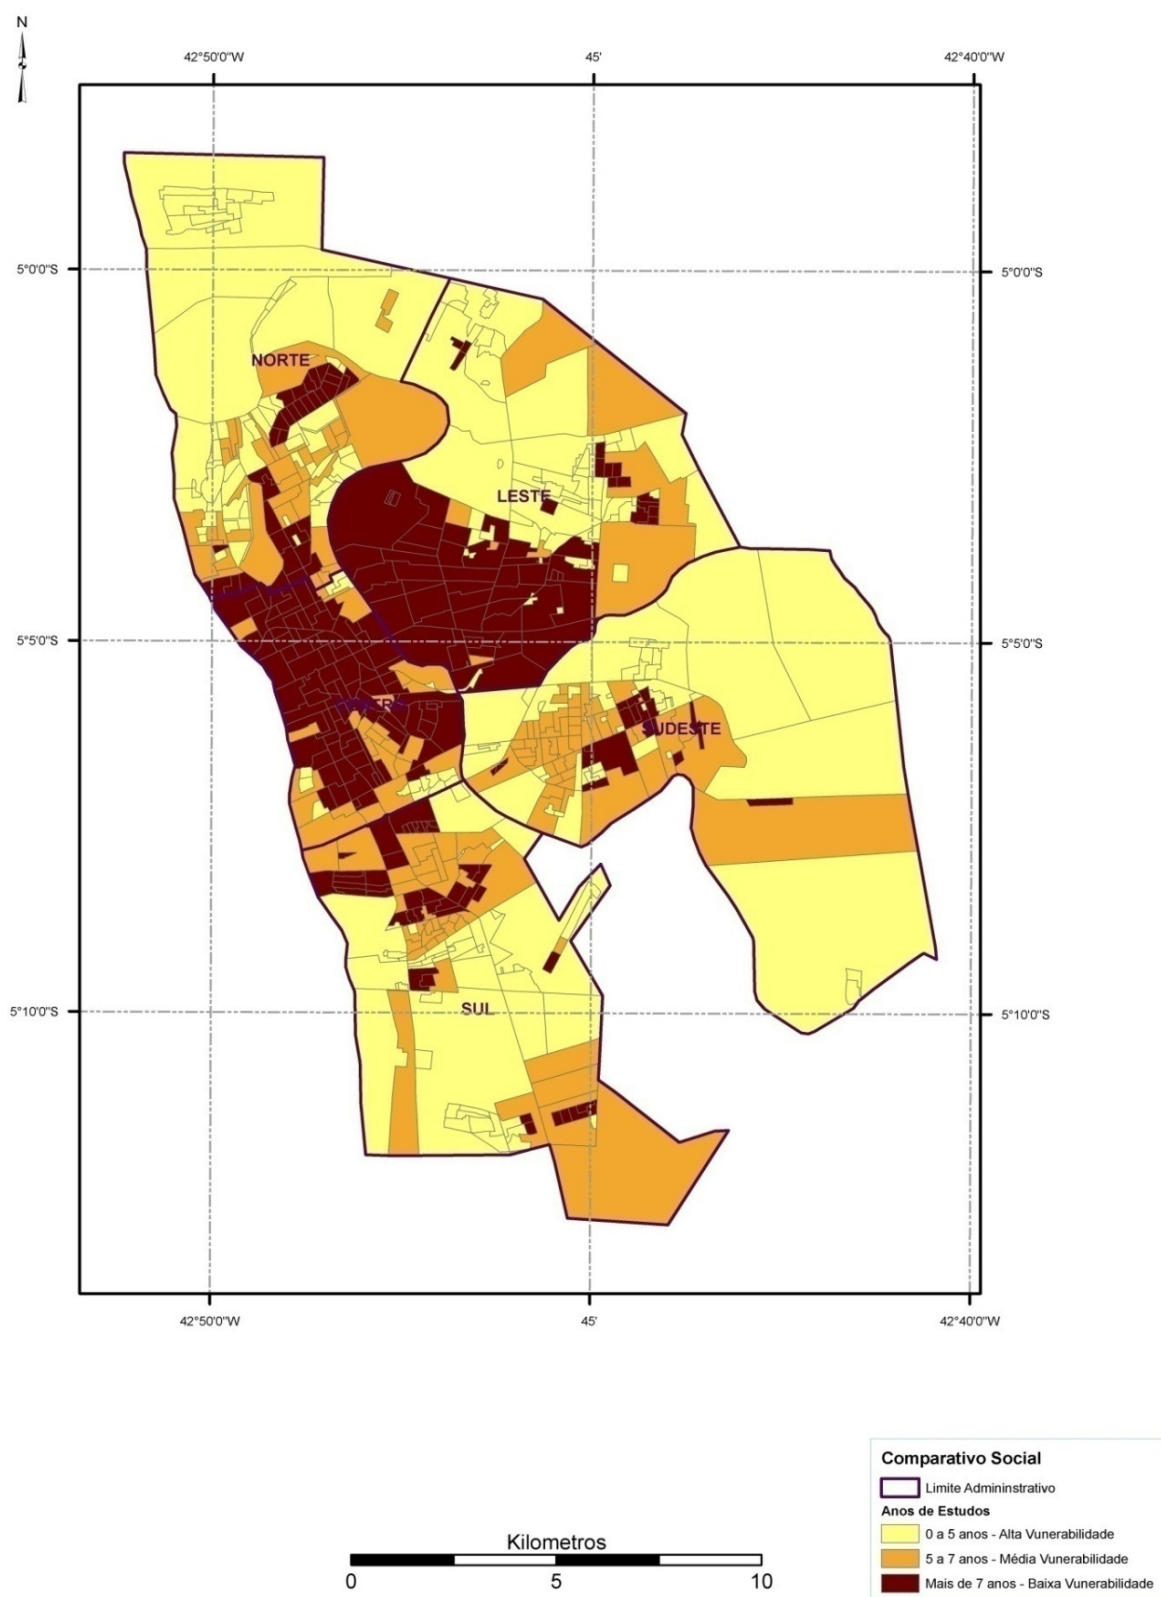 N
42°50'0"W
45'
42°40'0"W
5°0'0"S
5°0'0"S
NORTE
LESTE
5°5'0"S
5°5'0"S
CENTRO
SUDESTE
5°10'0"S
SUL
5°10'0"S
42°50'0"W
45'
42°40'0"W
Comparativo Social
Limite Admininstrativo
Anos de Estudos
0 a 5 anos - Alta Vunerabilidade
5 a 7 anos - Média Vunerabilidade
Mais de 7 anos - Baixa Vunerabilidade
Kilometros
0 5 10